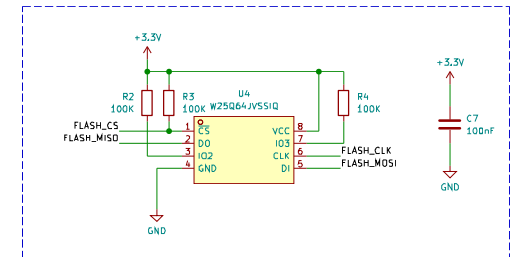 +3.3V
+3.3V
U4
W25Q64JVSSIQ
R2
100K
R3
100K
R4
100K
C7
100nF
FLASH_CS
FLASH_MISO
1 CS VCC 8
2 DO IO3 7
3 IO2 CLK 6
4 GND DI 5
FLASH_CLK
FLASH_MOSI
GND
GND